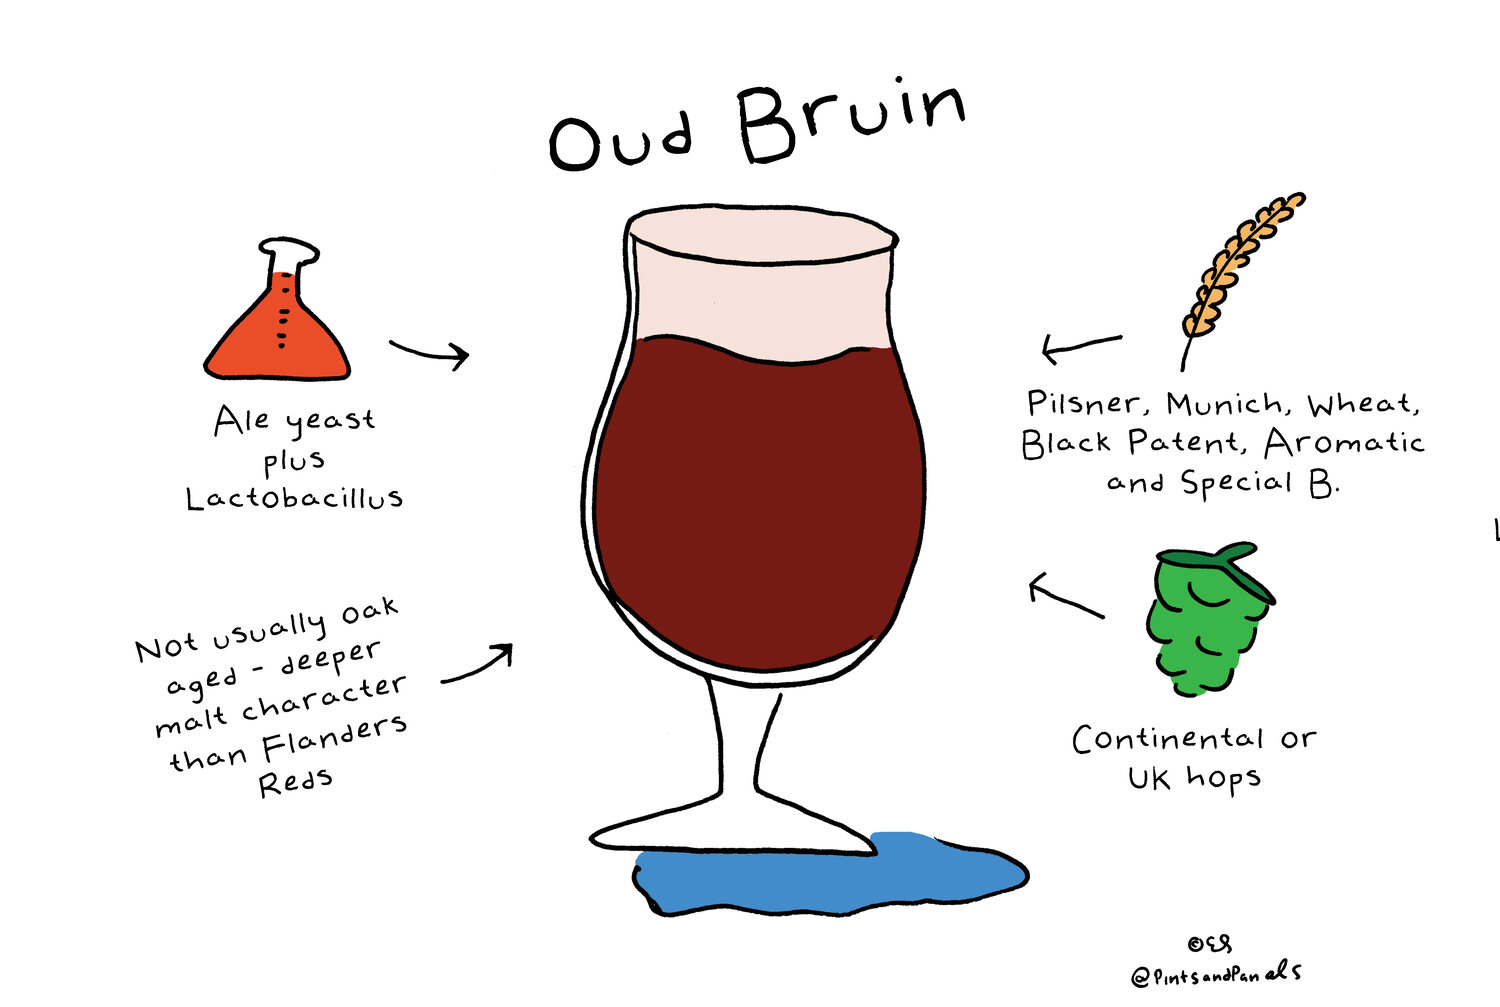 Oud Bruin
Ale yeast
plus
Lactobacillus
Not usually oak
aged - deeper
malt character
than Flanders
Reds
Pilsner, Munich, Wheat,
Black Patent, Aromatic
and Special B.
Continental or
UK hops
@PintsandPanels